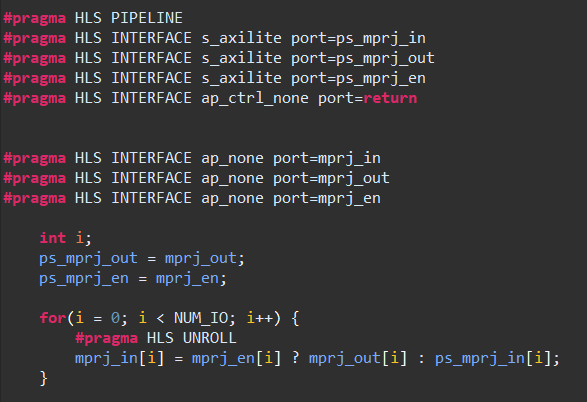 #pragma HLS PIPELINE
#pragma HLS INTERFACE s_axilite port=ps_mprj_in
#pragma HLS INTERFACE s_axilite port=ps_mprj_out
#pragma HLS INTERFACE s_axilite port=ps_mprj_en
#pragma HLS INTERFACE ap_ctrl_none port=return
#pragma HLS INTERFACE ap_none port=mprj_in
#pragma HLS INTERFACE ap_none port=mprj_out
#pragma HLS INTERFACE ap_none port=mprj_en
int i;
ps_mprj_out = mprj_out;
ps_mprj_en = mprj_en;
for(i = 0; i < NUM_IO; i++) {
#pragma HLS UNROLL
mprj_in[i] = mprj_en[i] ? mprj_out[i] : ps_mprj_in[i];
}